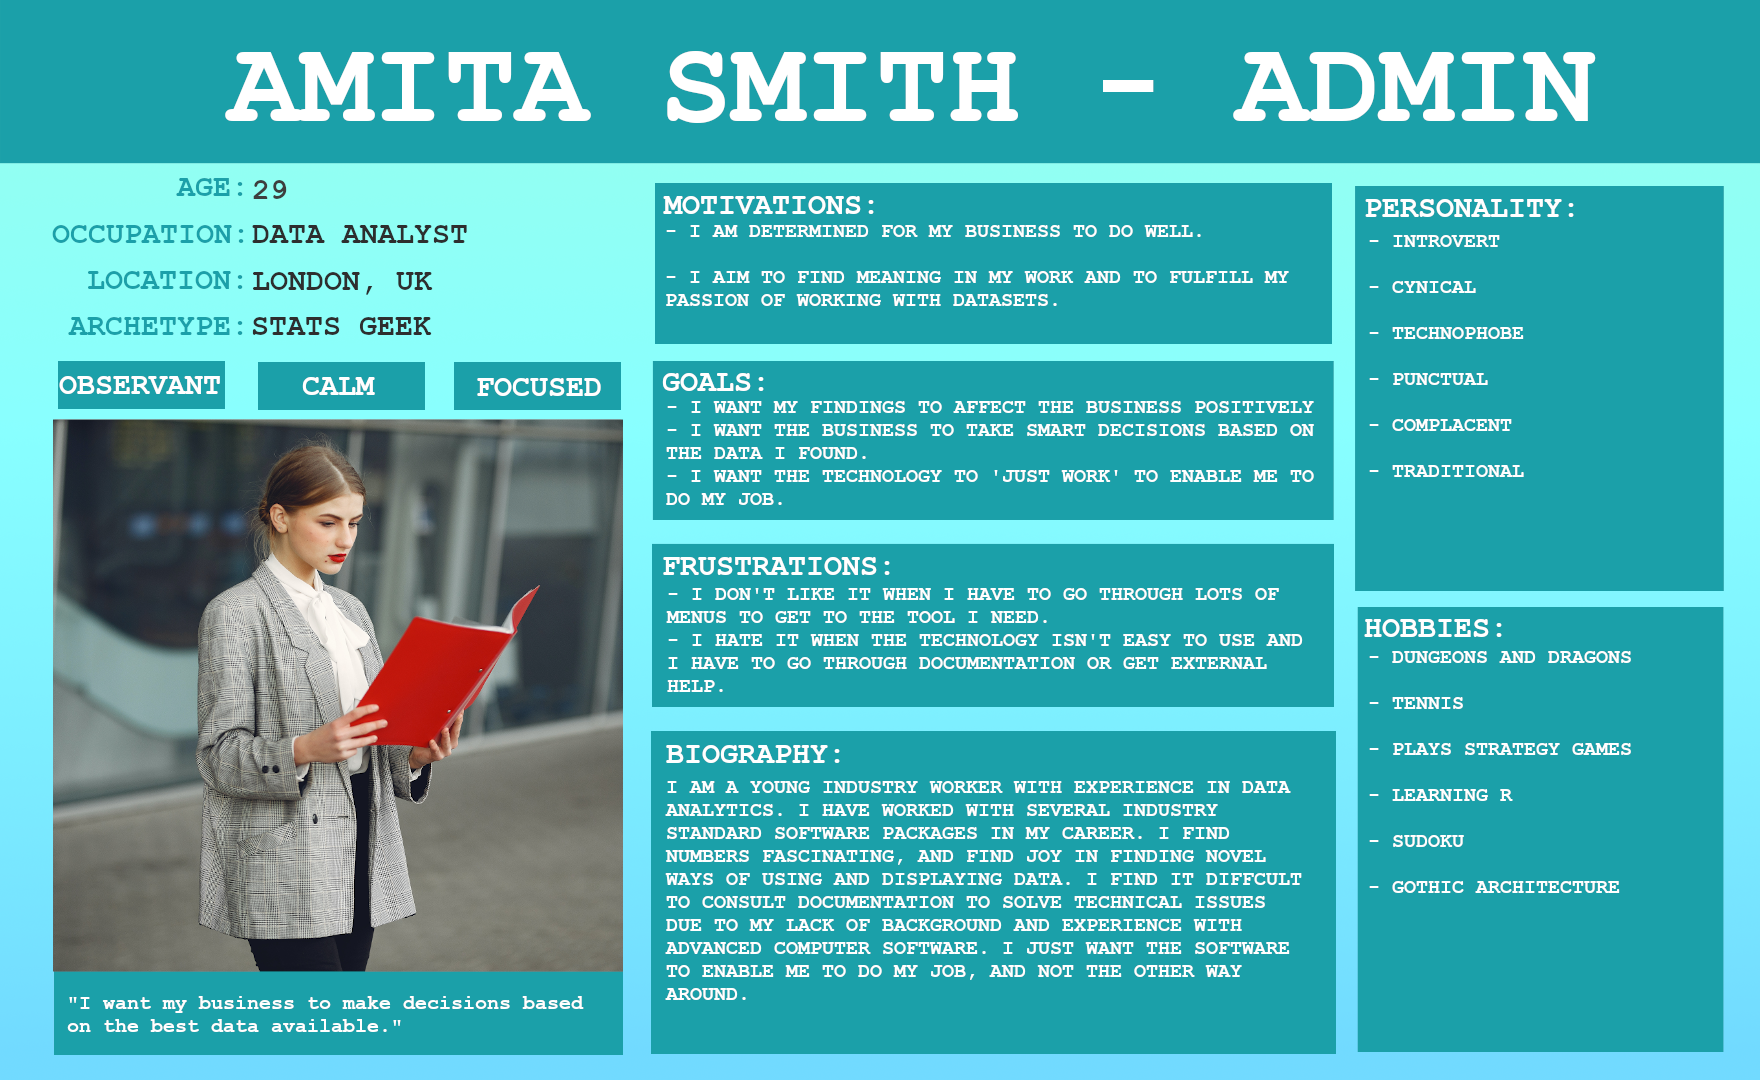 AMITA SMITH - ADMIN
AGE: 29
OCCUPATION: DATA ANALYST
LOCATION: LONDON, UK
ARCHETYPE: STATS GEEK
OBSERVANT CALM FOCUSED
"I want my business to make decisions based
on the best data available."
MOTIVATIONS:
- I AM DETERMINED FOR MY BUSINESS TO DO WELL.
- I AIM TO FIND MEANING IN MY WORK AND TO FULFILL MY
PASSION OF WORKING WITH DATASETS.
GOALS:
- I WANT MY FINDINGS TO AFFECT THE BUSINESS POSITIVELY
- I WANT THE BUSINESS TO TAKE SMART DECISIONS BASED ON
THE DATA I FOUND.
- I WANT THE TECHNOLOGY TO 'JUST WORK' TO ENABLE ME TO
DO MY JOB.
FRUSTRATIONS:
- I DON'T LIKE IT WHEN I HAVE TO GO THROUGH LOTS OF
MENUS TO GET TO THE TOOL I NEED.
- I HATE IT WHEN THE TECHNOLOGY ISN'T EASY TO USE AND
I HAVE TO GO THROUGH DOCUMENTATION OR GET EXTERNAL
HELP.
BIOGRAPHY:
I AM A YOUNG INDUSTRY WORKER WITH EXPERIENCE IN DATA
ANALYTICS. I HAVE WORKED WITH SEVERAL INDUSTRY
STANDARD SOFTWARE PACKAGES IN MY CAREER. I FIND
NUMBERS FASCINATING, AND FIND JOY IN FINDING NOVEL
WAYS OF USING AND DISPLAYING DATA. I FIND IT DIFFCULT
TO CONSULT DOCUMENTATION TO SOLVE TECHNICAL ISSUES
DUE TO MY LACK OF BACKGROUND AND EXPERIENCE WITH
ADVANCED COMPUTER SOFTWARE. I JUST WANT THE SOFTWARE
TO ENABLE ME TO DO MY JOB, AND NOT THE OTHER WAY
AROUND.
PERSONALITY:
- INTROVERT
- CYNICAL
- TECHNOPHOBE
- PUNCTUAL
- COMPLACENT
- TRADITIONAL
HOBBIES:
- DUNGEONS AND DRAGONS
- TENNIS
- PLAYS STRATEGY GAMES
- LEARNING R
- SUDOKU
- GOTHIC ARCHITECTURE